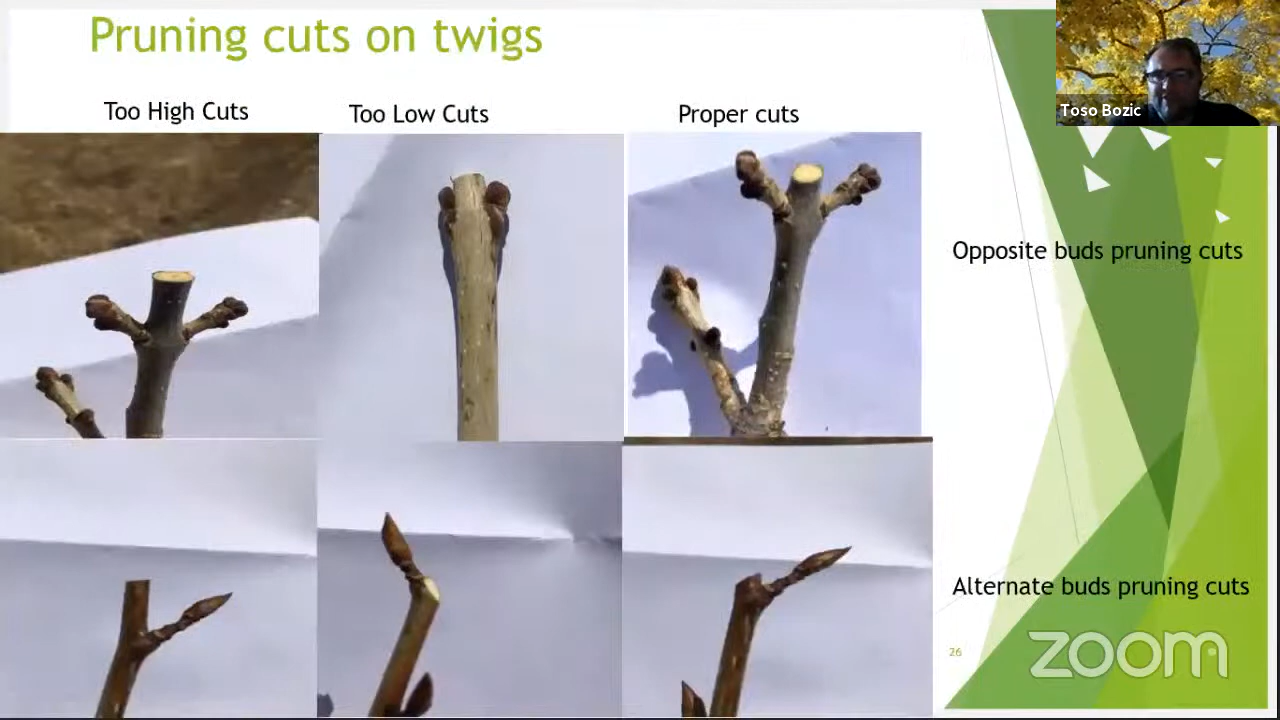 Pruning cuts on twigs
Too High Cuts
Too Low Cuts
Proper cuts
Toso Bozic
Opposite buds pruning cuts
Alternate buds pruning cuts
26
zoom